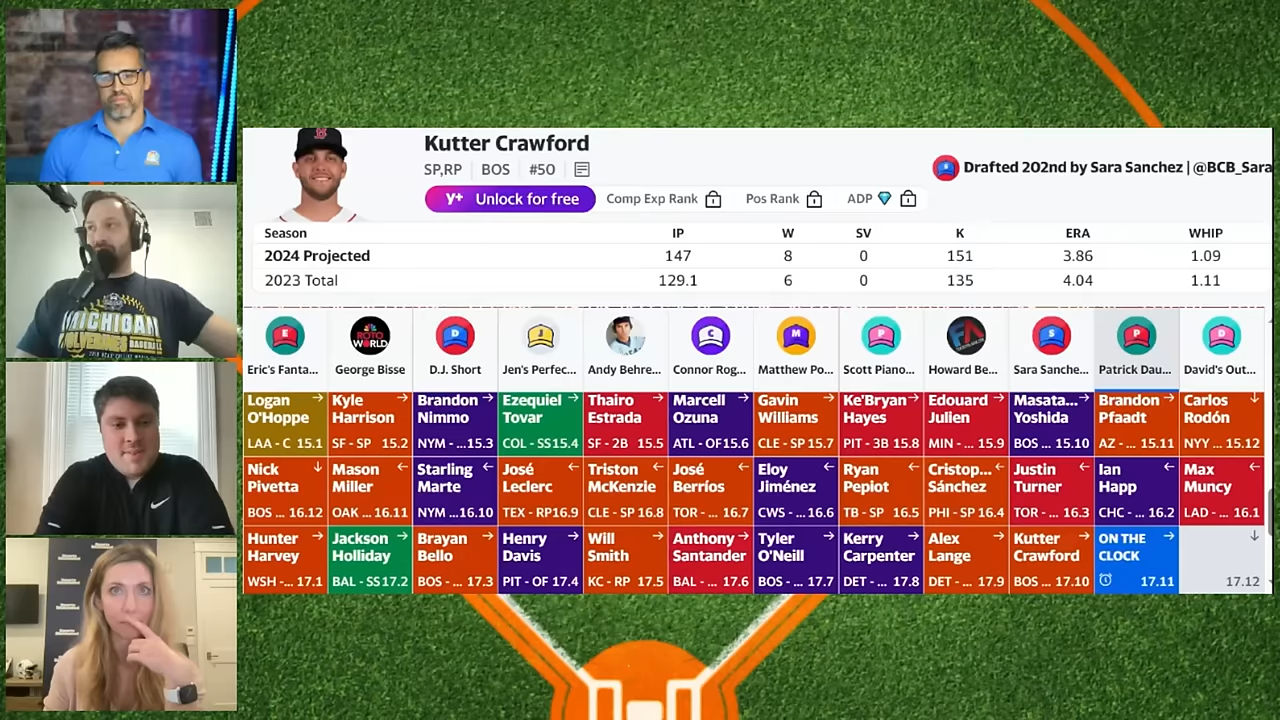 Kutter Crawford
SP,RP BOS #50
Drafted 202nd by Sara Sanchez | @BCB_Sara
y+ Unlock for free Comp Exp Rank Pos Rank ADP
Season IP W SV K ERA WHIP
2024 Projected 147 8 0 151 3.86 1.09
2023 Total 129.1 6 0 135 4.04 1.11
E ROTO WORLD D J C M P FA S P D
Eric's Fanta... George Bisse D.J. Short Jen's Perfec... Andy Behre... Connor Rog... Matthew Po... Scott Piano... Howard Be... Sara Sanche... Patrick Dau... David's Out...
Logan Kyle Brandon Ezequiel Thairo Marcell Gavin Ke'Bryan Edouard Masata... Brandon Carlos
O'Hoppe Harrison Nimmo Tovar Estrada Ozuna Williams Hayes Julien Yoshida Pfaadt Rodón
LAA - C 15.1 SF - SP 15.2 NYM - ...15.3 COL - SS15.4 SF - 2B 15.5 ATL - OF15.6 CLE - SP 15.7 PIT - 3B 15.8 MIN - ... 15.9 BOS ... 15.10 AZ - ... 15.11 NYY ... 15.12
Nick Mason Starling José Triston José Eloy Ryan Cristop... Justin Ian Max
Pivetta Miller Marte Leclerc McKenzie Berríos Jiménez Pepiot Sánchez Turner Happ Muncy
BOS ... 16.12 OAK ... 16.11 NYM ...16.10 TEX - RP16.9 CLE - SP 16.8 TOR - ... 16.7 CWS - ... 16.6 TB - SP 16.5 PHI - SP 16.4 TOR - ... 16.3 CHC - ... 16.2 LAD - ... 16.1
Hunter Jackson Brayan Henry Will Anthony Tyler Kerry Alex Kutter ON THE
Harvey Holliday Bello Davis Smith Santander O'Neill Carpenter Lange Crawford CLOCK
WSH - ... 17.1 BAL - SS17.2 BOS - ... 17.3 PIT - OF 17.4 KC - RP 17.5 BAL - ... 17.6 BOS - ... 17.7 DET - ... 17.8 DET - ... 17.9 BOS ... 17.10 17.11 17.12
MICHIGAN
WOLVERINES
BASEBALL